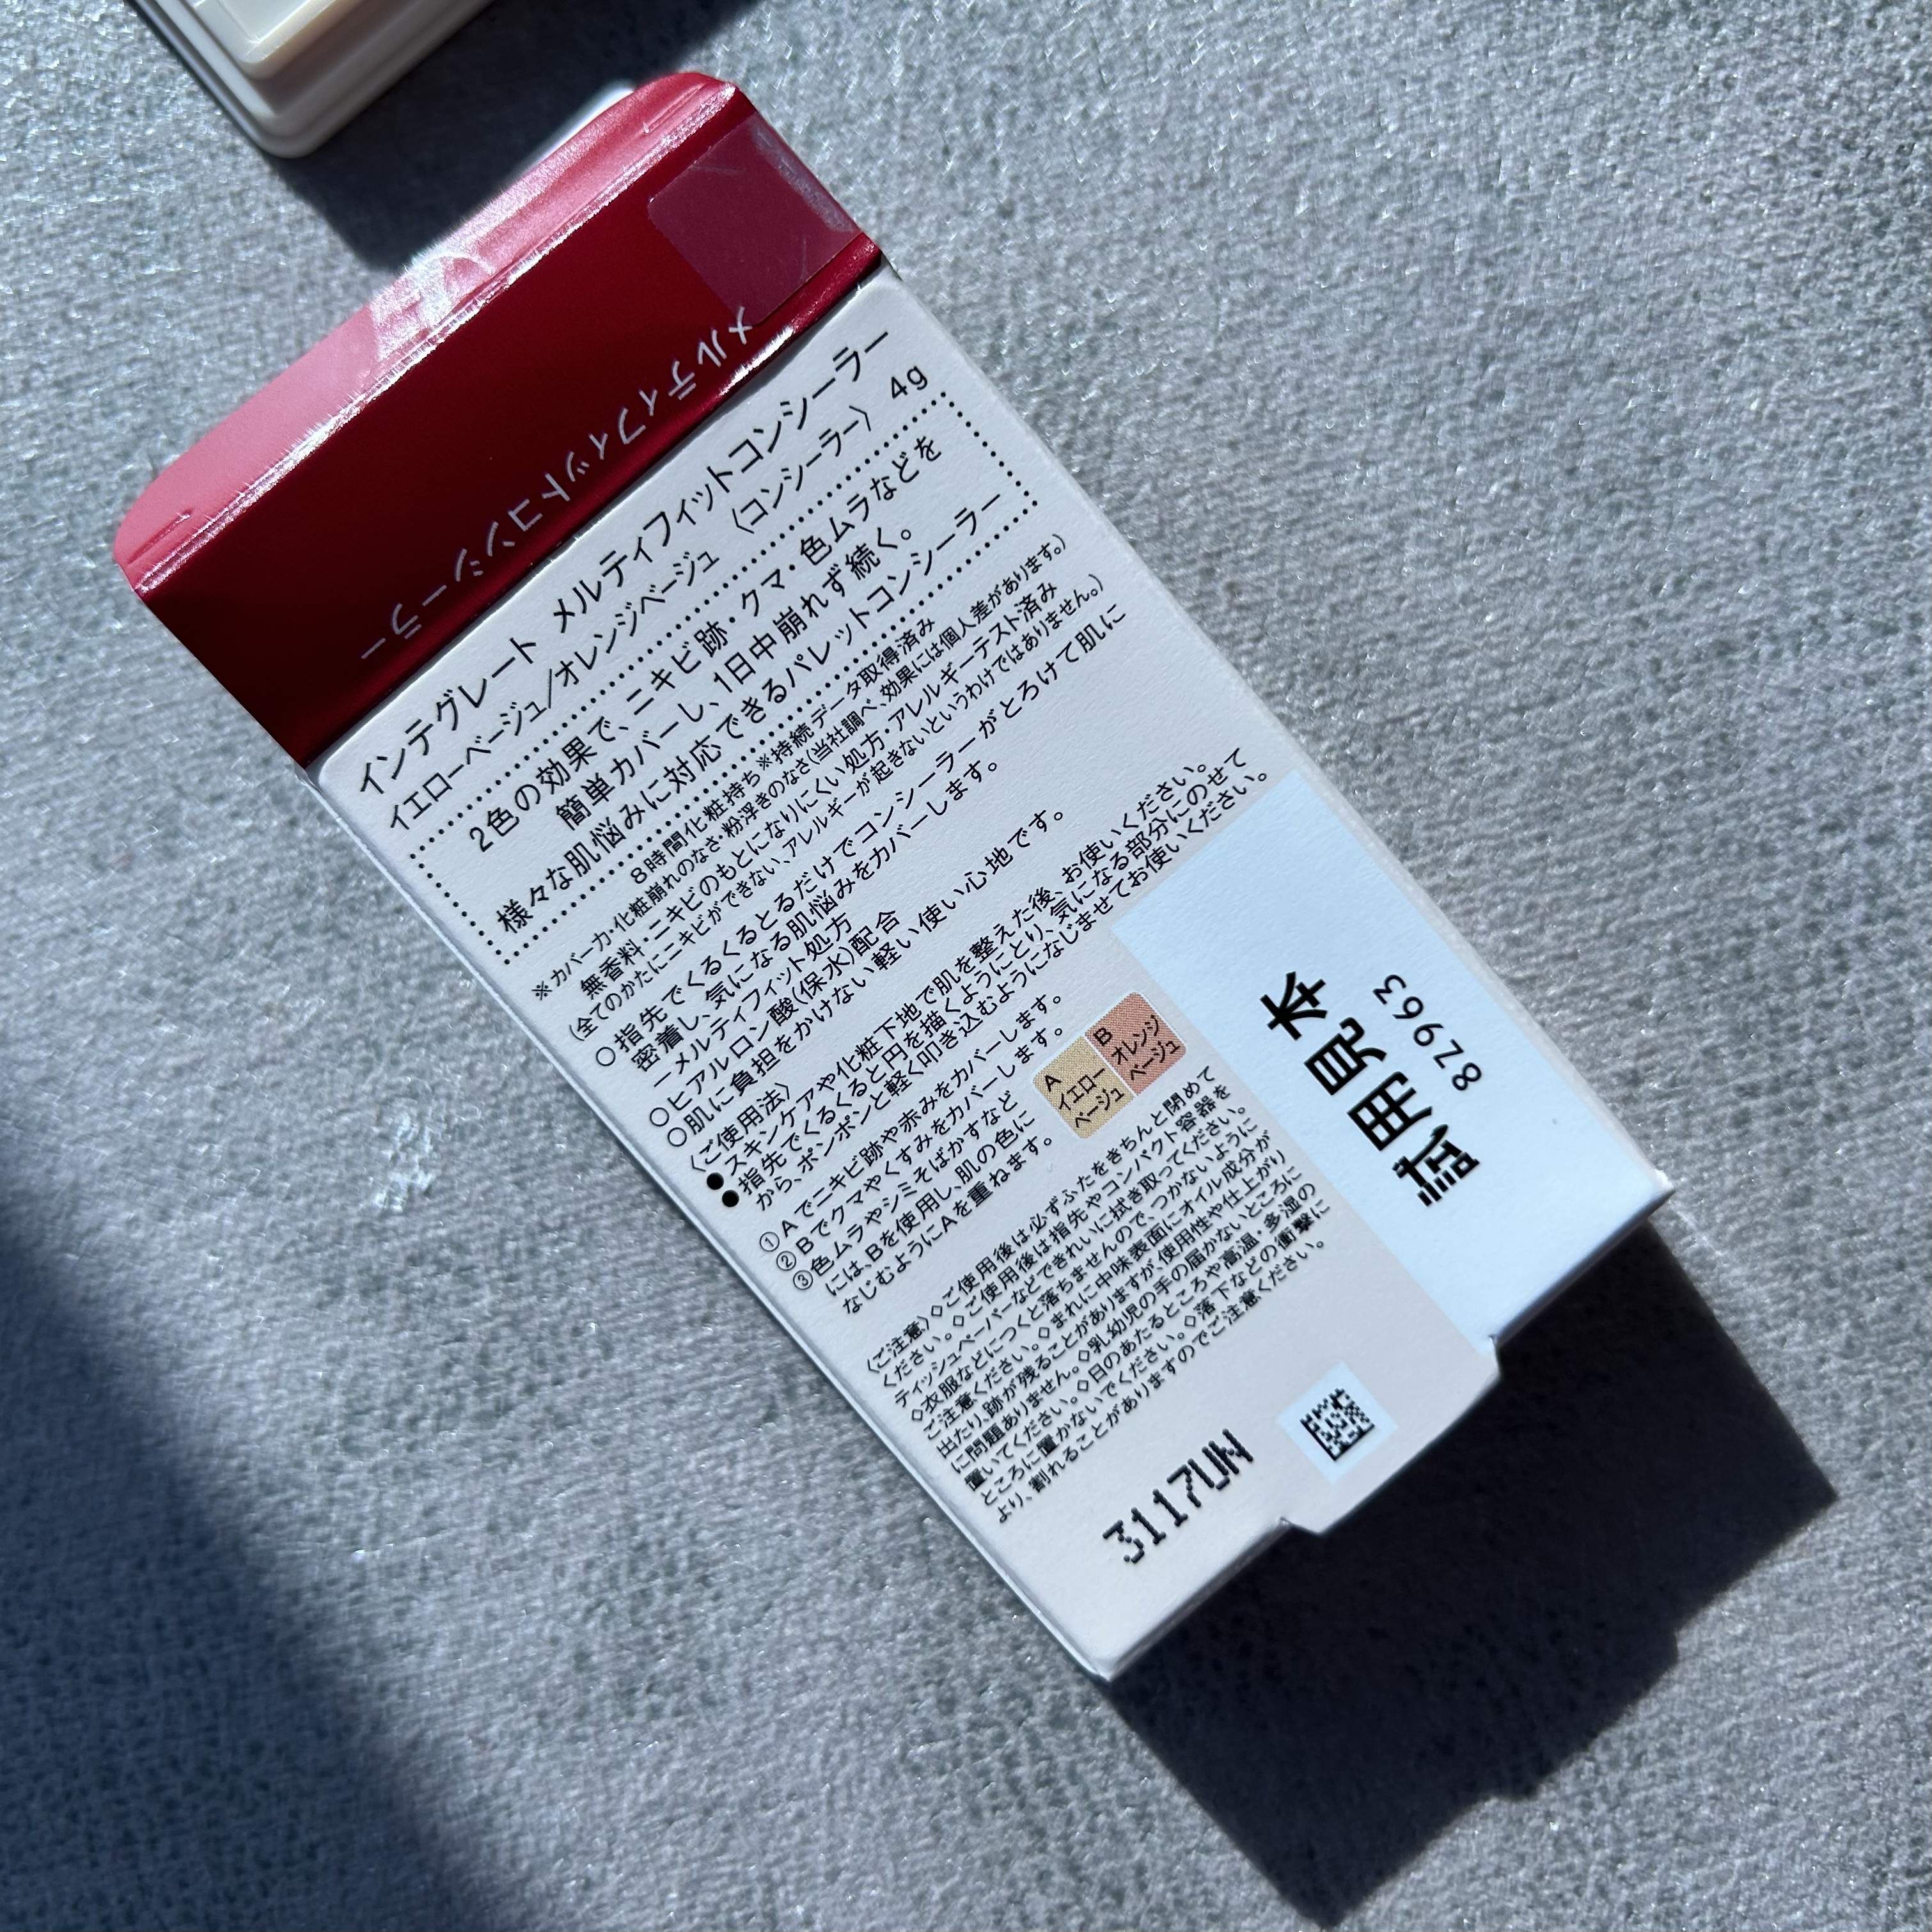 メルティフィットコンシーラー
インテグレート メルティフィットコンシーラー
イエローベージュ／オレンジベージュ 〈コンシーラー〉 4g
2色の効果で、ニキビ跡・クマ・色ムラなどを
簡単カバーし、1日中崩れず続く。
様々な肌悩みに対応できるパレットコンシーラー
8時間化粧持ち※持続データ取得済み
※カバー力・化粧崩れのなさ・粉浮きのなさ(当社調べ、効果には個人差があります。)
無香料・ニキビのもとになりにくい処方・アレルギーテスト済み
(全てのかたにニキビができない、アレルギーが起きないというわけではありません。)
○指先でくるくるとるだけでコンシーラーがとろけて肌に
密着し、気になる肌悩みをカバーします。
ーメルティフィット処方
○ヒアルロン酸(保水)配合
○肌に負担をかけない軽い使い心地です。
〈ご使用法〉
●スキンケアや化粧下地で肌を整えた後、お使いください。
●指先でくるくると円を描くようにとり、気になる部分にのせて
から、ポンポンと軽く叩き込むようになじませてお使いください。
①Aでニキビ跡や赤みをカバーします。
②Bでクマやくすみをカバーします。
③色ムラやシミそばかすなど
には、Bを使用し、肌の色に
なじむようにAを重ねます。
A
イエロー
ベージュ
B
オレンジ
ベージュ
〈ご注意〉◇ご使用後は必ずふたをきちんと閉めて
ください。◇ご使用後は指先やコンパクト容器を
ティッシュペーパーなどできれいに拭き取ってください。
◇衣服などにつくと落ちませんので、つかないように
ご注意ください。◇まれに中味表面にオイル成分が
出たり、跡が残ることがありますが、使用性や仕上がり
に問題ありません。◇乳幼児の手の届かないところに
置いてください。◇日のあたるところや高温・多湿の
ところに置かないでください。◇落下などの衝撃に
より、割れることがありますのでご注意ください。
3117UN
試用見本
8Z963